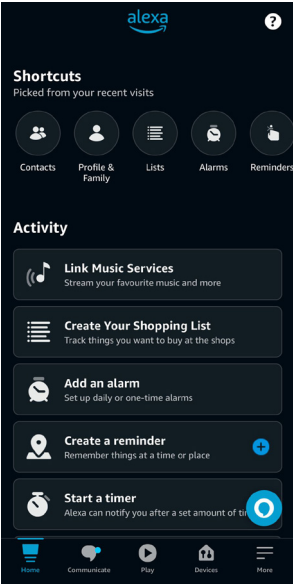 alexa
?
Shortcuts
Picked from your recent visits
Contacts
Profile &
Family
Lists
Alarms
Reminders
Activity
Link Music Services
Stream your favourite music and more
Create Your Shopping List
Track things you want to buy at the shops
Add an alarm
Set up daily or one-time alarms
Create a reminder
Remember things at a time or place
Start a timer
Alexa can notify you after a set amount of
Home
Communicate
Play
Devices
More